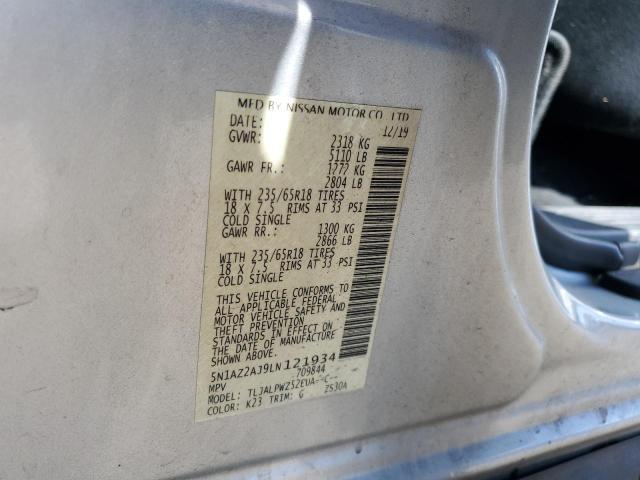 MFD BY NISSAN MOTOR CO., LTD
DATE: 12/19
GVWR: 2318 KG
5110 LB
GAWR FR.: 1272 KG
2804 LB
WITH 235/65R18 TIRES
18 X 7.5 RIMS AT 33 PSI
COLD SINGLE
GAWR RR.: 1300 KG
2866 LB
WITH 235/65R18 TIRES
18 X 7.5 RIMS AT 33 PSI
COLD SINGLE
THIS VEHICLE CONFORMS TO
ALL APPLICABLE FEDERAL
MOTOR VEHICLE SAFETY AND
THEFT PREVENTION
STANDARDS IN EFFECT ON
THE DATE OF MANUFACTURE
SHOWN ABOVE.
5N1AZ2AJ9LN121934
MPV 709844
MODEL: TLJALPWZ52EUA--C--
COLOR: K23 TRIM: G ZS30A